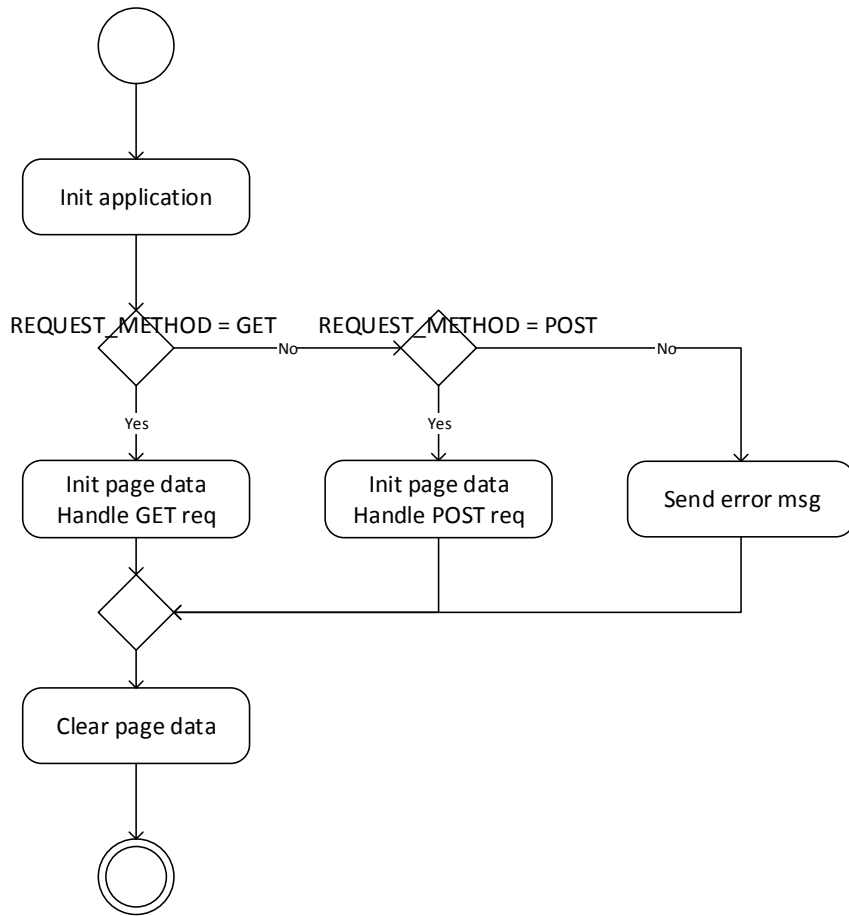 Init application
REQUEST_METHOD = GET
REQUEST_METHOD = POST
No
No
Yes
Yes
Init page data
Handle GET req
Init page data
Handle POST req
Send error msg
Clear page data